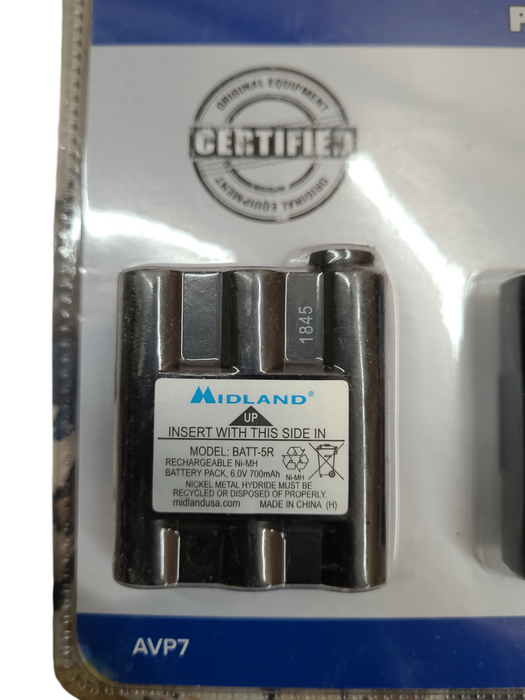 P
ORIGINAL EQUIPMENT
CERTIFIED
ORIGINAL EQUIPMENT
1845
MIDLAND®
UP
INSERT WITH THIS SIDE IN
MODEL: BATT-5R
RECHARGEABLE Ni-MH
BATTERY PACK, 6.0V 700mAh
Ni-MH
NICKEL METAL HYDRIDE MUST BE
RECYCLED OR DISPOSED OF PROPERLY.
midlandusa.com MADE IN CHINA (H)
AVP7